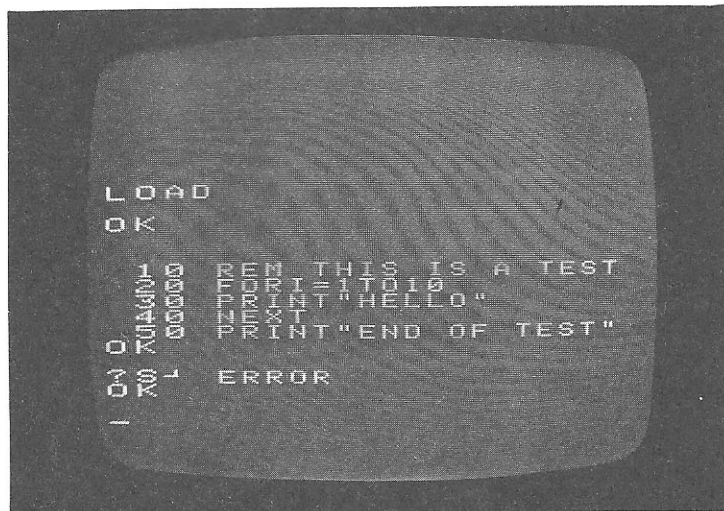 LOAD
OK
10 REM THIS IS A TEST
20 FORI=1TO10
30 PRINT"HELLO"
40 NEXT
50 PRINT"END OF TEST"
OK
?S┘ ERROR
OK
_